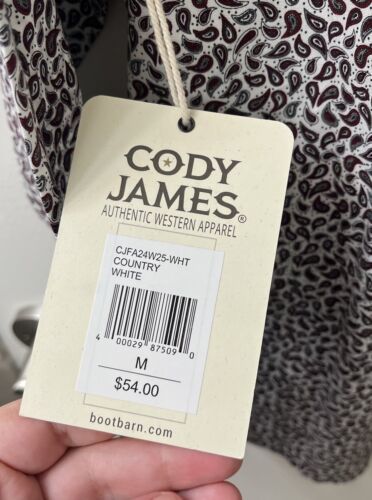 CODY
JAMES®
AUTHENTIC WESTERN APPAREL
CJFA24W25-WHT
COUNTRY
WHITE
4 00029 87509 0
M
$54.00
bootbarn.com